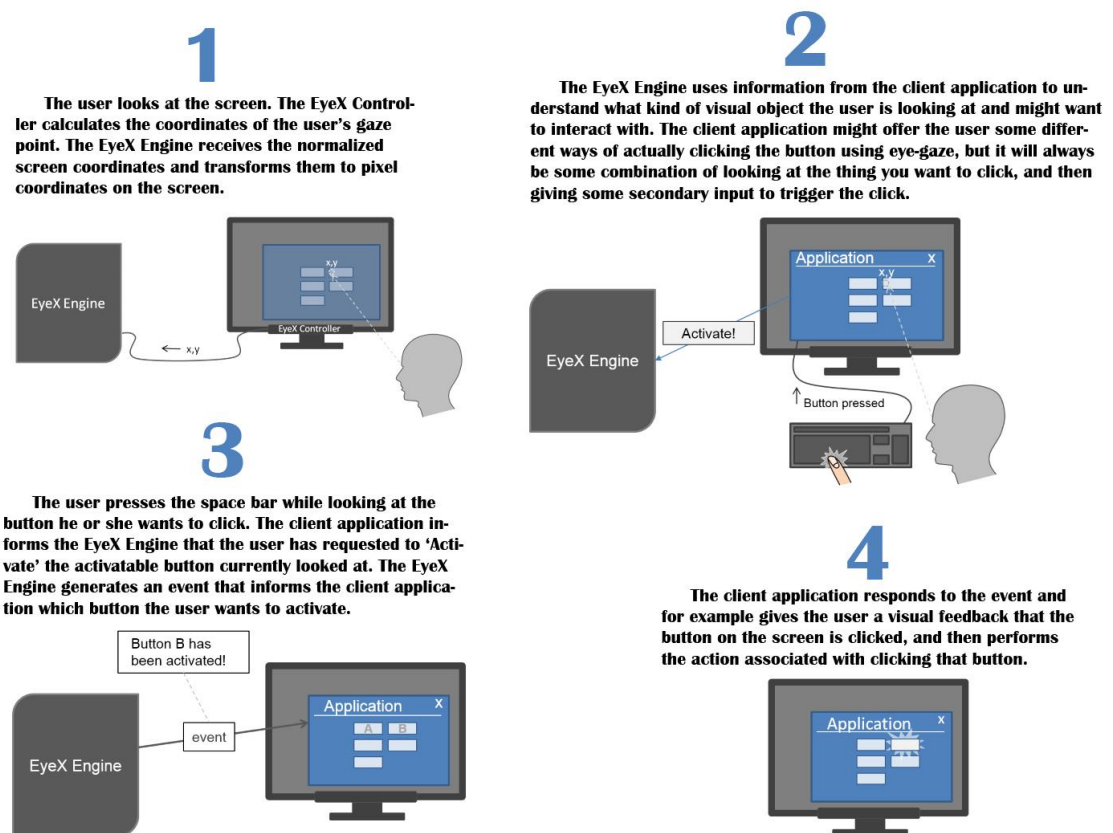 1
The user looks at the screen. The EyeX Control-
ler calculates the coordinates of the user's gaze
point. The EyeX Engine receives the normalized
screen coordinates and transforms them to pixel
coordinates on the screen.
x,y
EyeX Engine
EyeX Controller
← x,y
2
The EyeX Engine uses information from the client application to un-
derstand what kind of visual object the user is looking at and might want
to interact with. The client application might offer the user some differ-
ent ways of actually clicking the button using eye-gaze, but it will always
be some combination of looking at the thing you want to click, and then
giving some secondary input to trigger the click.
Application X
x,y
Activate!
EyeX Engine
↑ Button pressed
3
The user presses the space bar while looking at the
button he or she wants to click. The client application in-
forms the EyeX Engine that the user has requested to ‘Acti-
vate’ the activatable button currently looked at. The EyeX
Engine generates an event that informs the client applica-
tion which button the user wants to activate.
Button B has
been activated!
Application X
A B
event
EyeX Engine
4
The client application responds to the event and
for example gives the user a visual feedback that the
button on the screen is clicked, and then performs
the action associated with clicking that button.
Application X